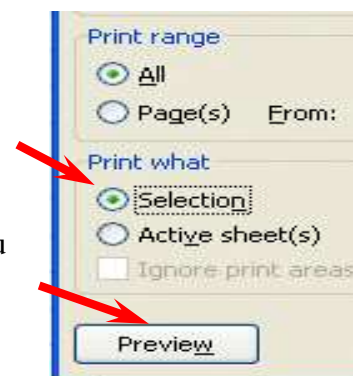 Print range
All
Page(s) From:
Print what
Selection
u
Active sheet(s)
Ignore print areas
Preview